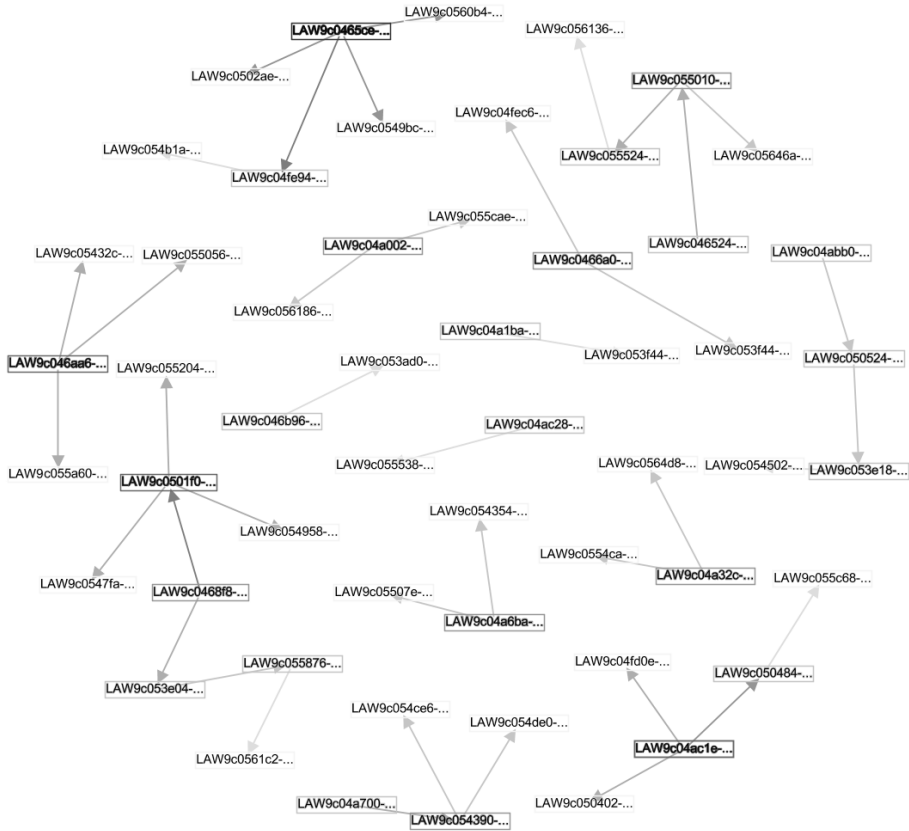 LAW9c0560b4-...
LAW9c0465ce-...
LAW9c056136-...
LAW9c0502ae-...
LAW9c055010-...
LAW9c04fec6-...
LAW9c0549bc-...
LAW9c054b1a-...
LAW9c055524-...
LAW9c05646a-...
LAW9c04fe94-...
LAW9c055cae-...
LAW9c04a002-...
LAW9c046524-...
LAW9c05432c-...
LAW9c055056-...
LAW9c0466a0-...
LAW9c04abb0-...
LAW9c056186-...
LAW9c04a1ba-...
LAW9c053f44-...
LAW9c053f44-...
LAW9c050524-...
LAW9c046aa6-...
LAW9c055204-...
LAW9c053ad0-...
LAW9c046b96-...
LAW9c04ac28-...
LAW9c055538-...
LAW9c0564d8-...
LAW9c054502-...
LAW9c053e18-...
LAW9c055a60-...
LAW9c0501f0-...
LAW9c054354-...
LAW9c054958-...
LAW9c0554ca-...
LAW9c04a32c-...
LAW9c055c68-...
LAW9c0547fa-...
LAW9c0468f8-...
LAW9c05507e-...
LAW9c04a6ba-...
LAW9c055876-...
LAW9c04fd0e-...
LAW9c050484-...
LAW9c053e04-...
LAW9c054ce6-...
LAW9c054de0-...
LAW9c04ac1e-...
LAW9c0561c2-...
LAW9c04a700-...
LAW9c050402-...
LAW9c054390-...